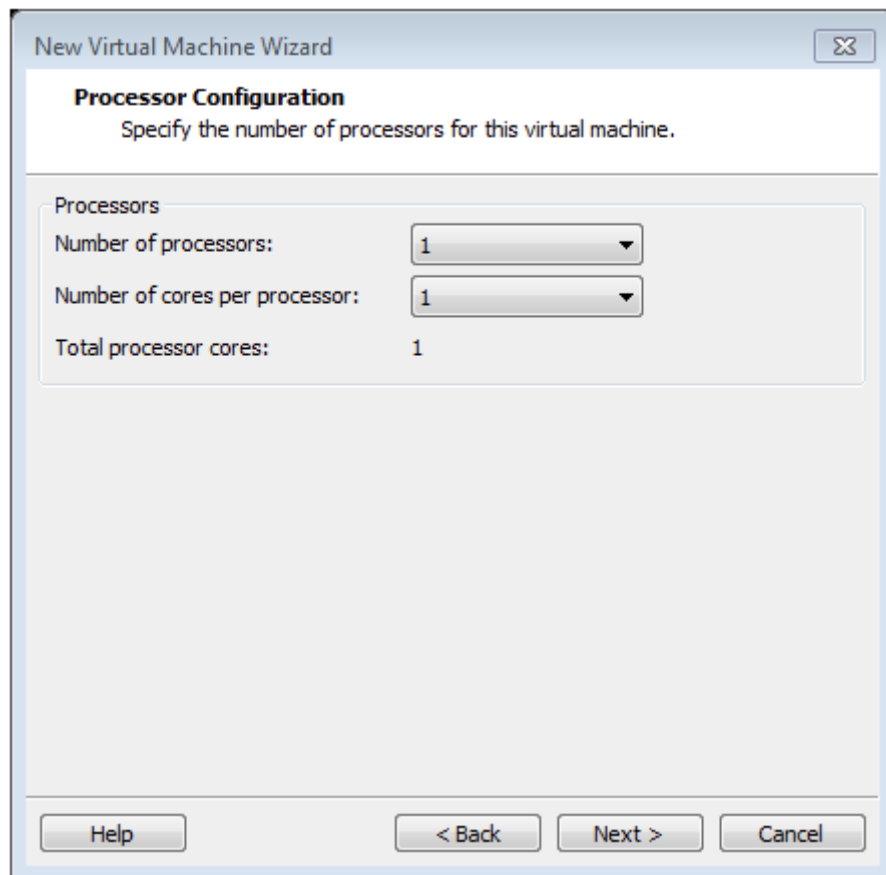 New Virtual Machine Wizard
Processor Configuration
Specify the number of processors for this virtual machine.
Processors
Number of processors: 1
Number of cores per processor: 1
Total processor cores: 1
Help < Back Next > Cancel